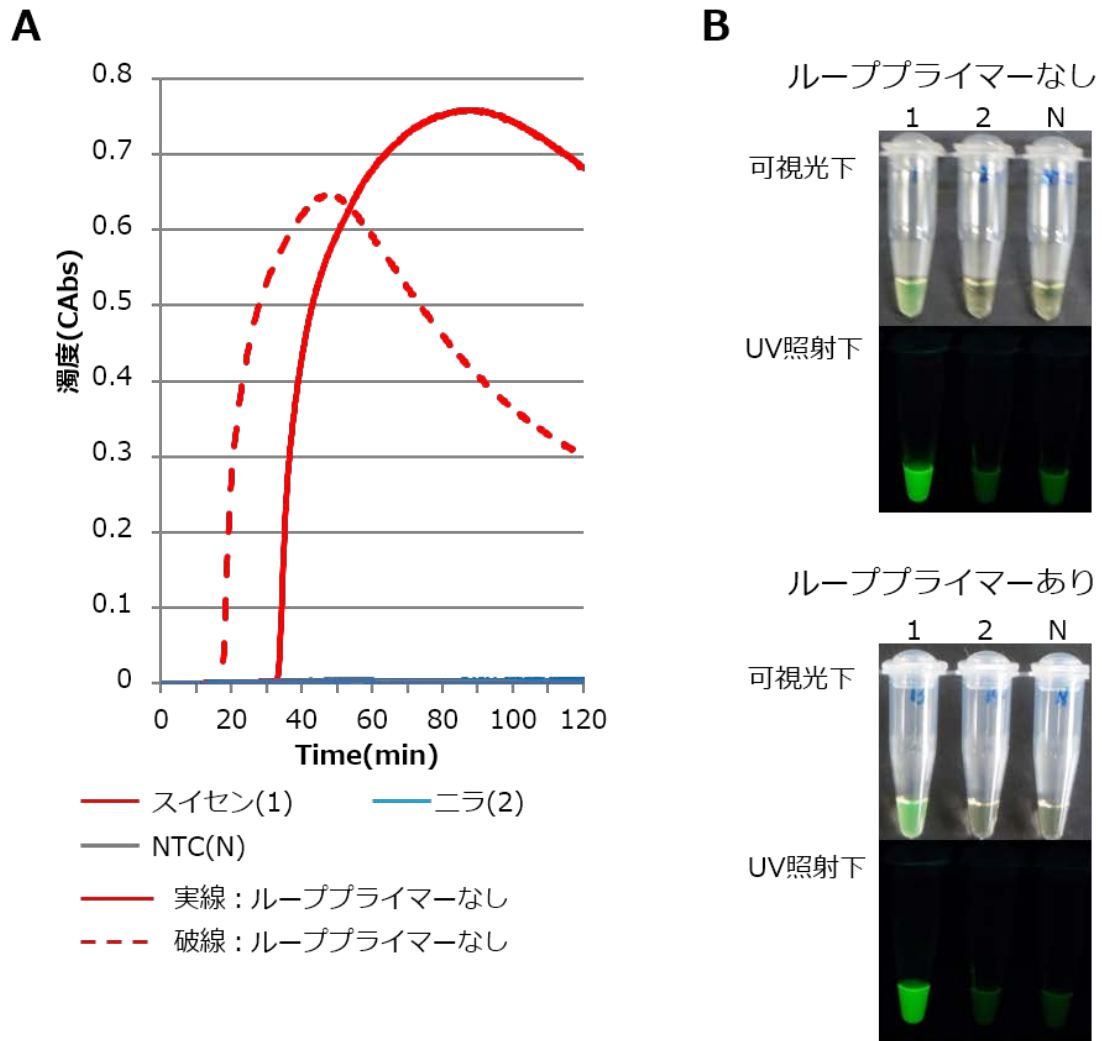 A
0.8
0.7
0.6
0.5
0.4
0.3
0.2
0.1
0
濁度(CAbs)
0 20 40 60 80 100 120
Time(min)
スイセン(1) ニラ(2)
NTC(N)
実線：ループプライマーなし
破線：ループプライマーなし
B
ループプライマーなし
1 2 N
可視光下
UV照射下
ループプライマーあり
1 2 N
可視光下
UV照射下